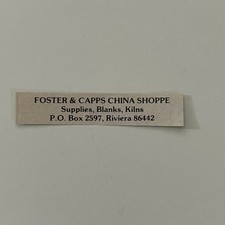 FOSTER & CAPPS CHINA SHOPPE
Supplies, Blanks, Kilns
P.O. Box 2597, Riviera 86442